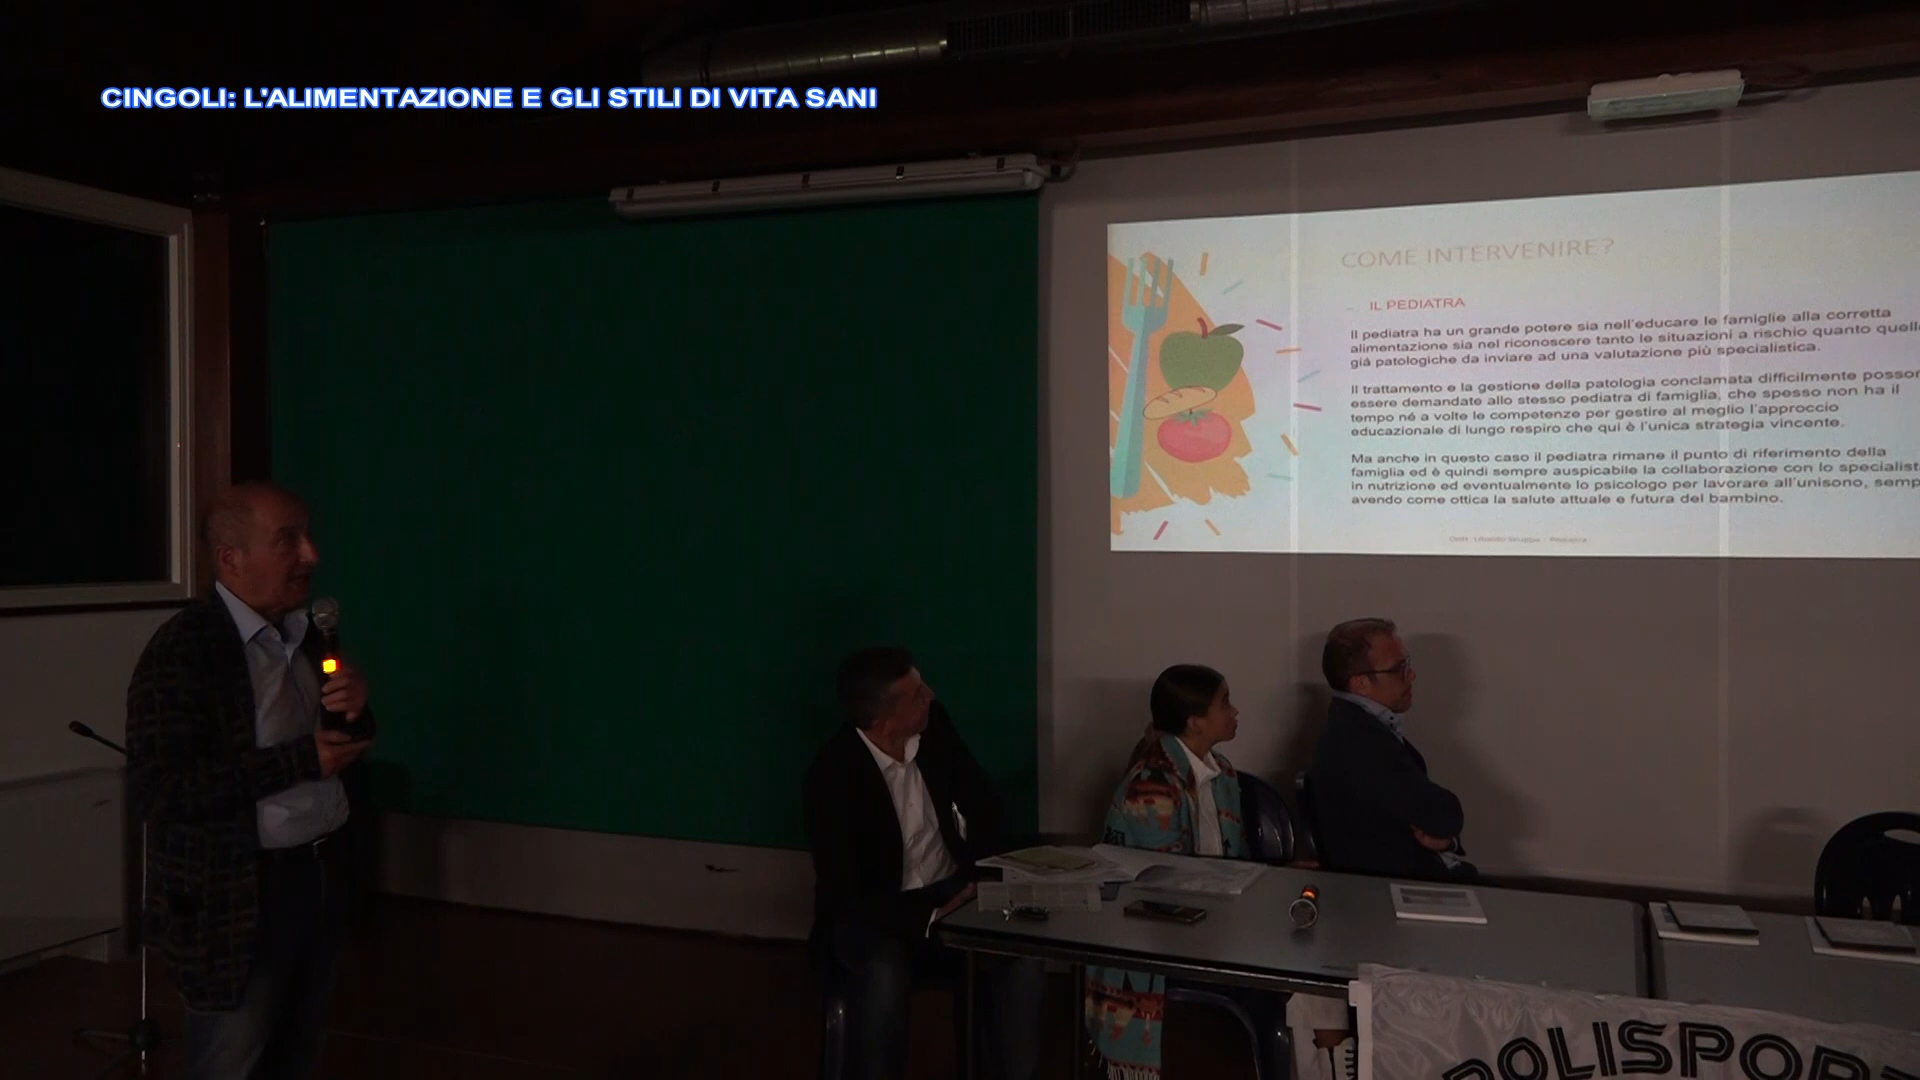 CINGOLI: L'ALIMENTAZIONE E GLI STILI DI VITA SANI
COME INTERVENIRE?
IL PEDIATRA
Il pediatra ha un grande potere sia nell'educare le famiglie alla corretta
alimentazione sia nel riconoscere tanto le situazioni a rischio quanto quelle
già patologiche da inviare ad una valutazione più specialistica.
Il trattamento e la gestione della patologia conclamata difficilmente posson
essere demandate allo stesso pediatra di famiglia, che spesso non ha il
tempo né a volte le competenze per gestire al meglio l'approccio
educazionale di lungo respiro che qui è l'unica strategia vincente.
Ma anche in questo caso il pediatra rimane il punto di riferimento della
famiglia ed è quindi sempre auspicabile la collaborazione con lo specialist
in nutrizione ed eventualmente lo psicologo per lavorare all'unisono, semp
avendo come ottica la salute attuale e futura del bambino.
POLISPORT